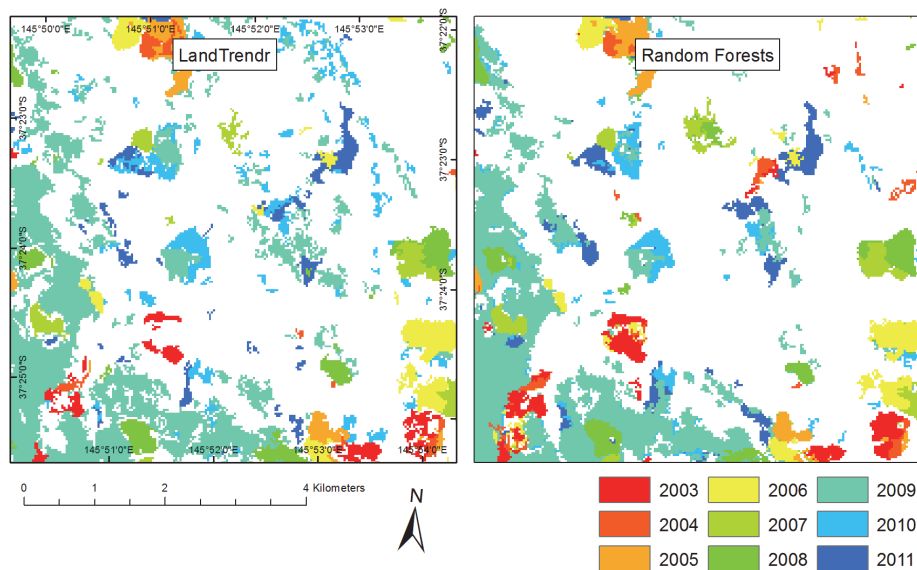 145°50'0"E 145°51'0"E 145°52'0"E 145°53'0"E
LandTrendr
Random Forests
37°22'0"S
37°23'0"S
37°23'0"S
37°24'0"S
37°24'0"S
37°25'0"S
145°51'0"E 145°52'0"E 145°53'0"E 145°54'0"E
0 1 2 4 Kilometers
N
2003 2006 2009
2004 2007 2010
2005 2008 2011